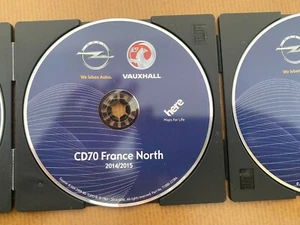 Wir leben Autos.
VAUXHALL
here
Maps for Life
CD70 France North
2014/2015